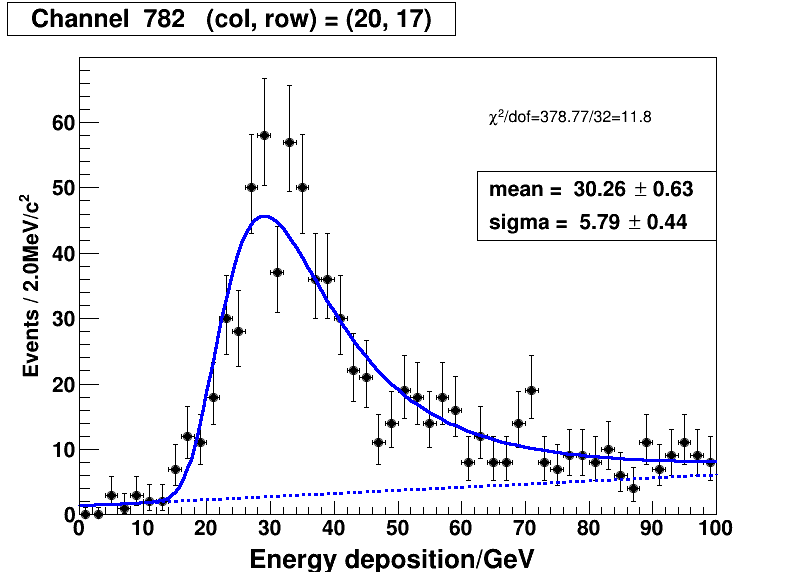 Channel 782 (col, row) = (20, 17)
χ²/dof=378.77/32=11.8
mean = 30.26 ± 0.63
sigma = 5.79 ± 0.44
Events / 2.0MeV/c²
60
50
40
30
20
10
0
0 10 20 30 40 50 60 70 80 90 100
Energy deposition/GeV